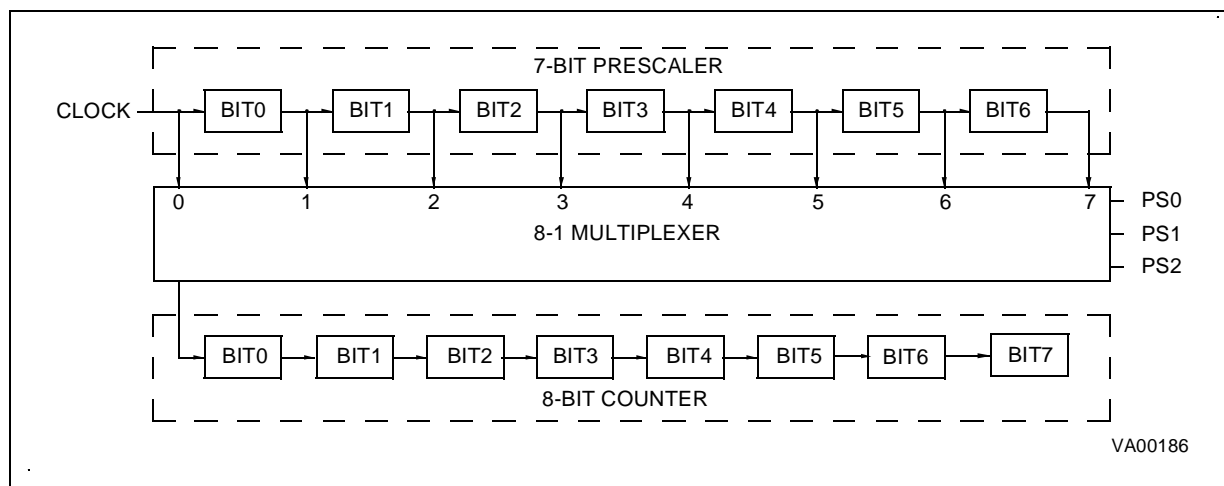 7-BIT PRESCALER
CLOCK BIT0 BIT1 BIT2 BIT3 BIT4 BIT5 BIT6
0 1 2 3 4 5 6 7 PS0
8-1 MULTIPLEXER PS1
PS2
BIT0 BIT1 BIT2 BIT3 BIT4 BIT5 BIT6 BIT7
8-BIT COUNTER
VA00186